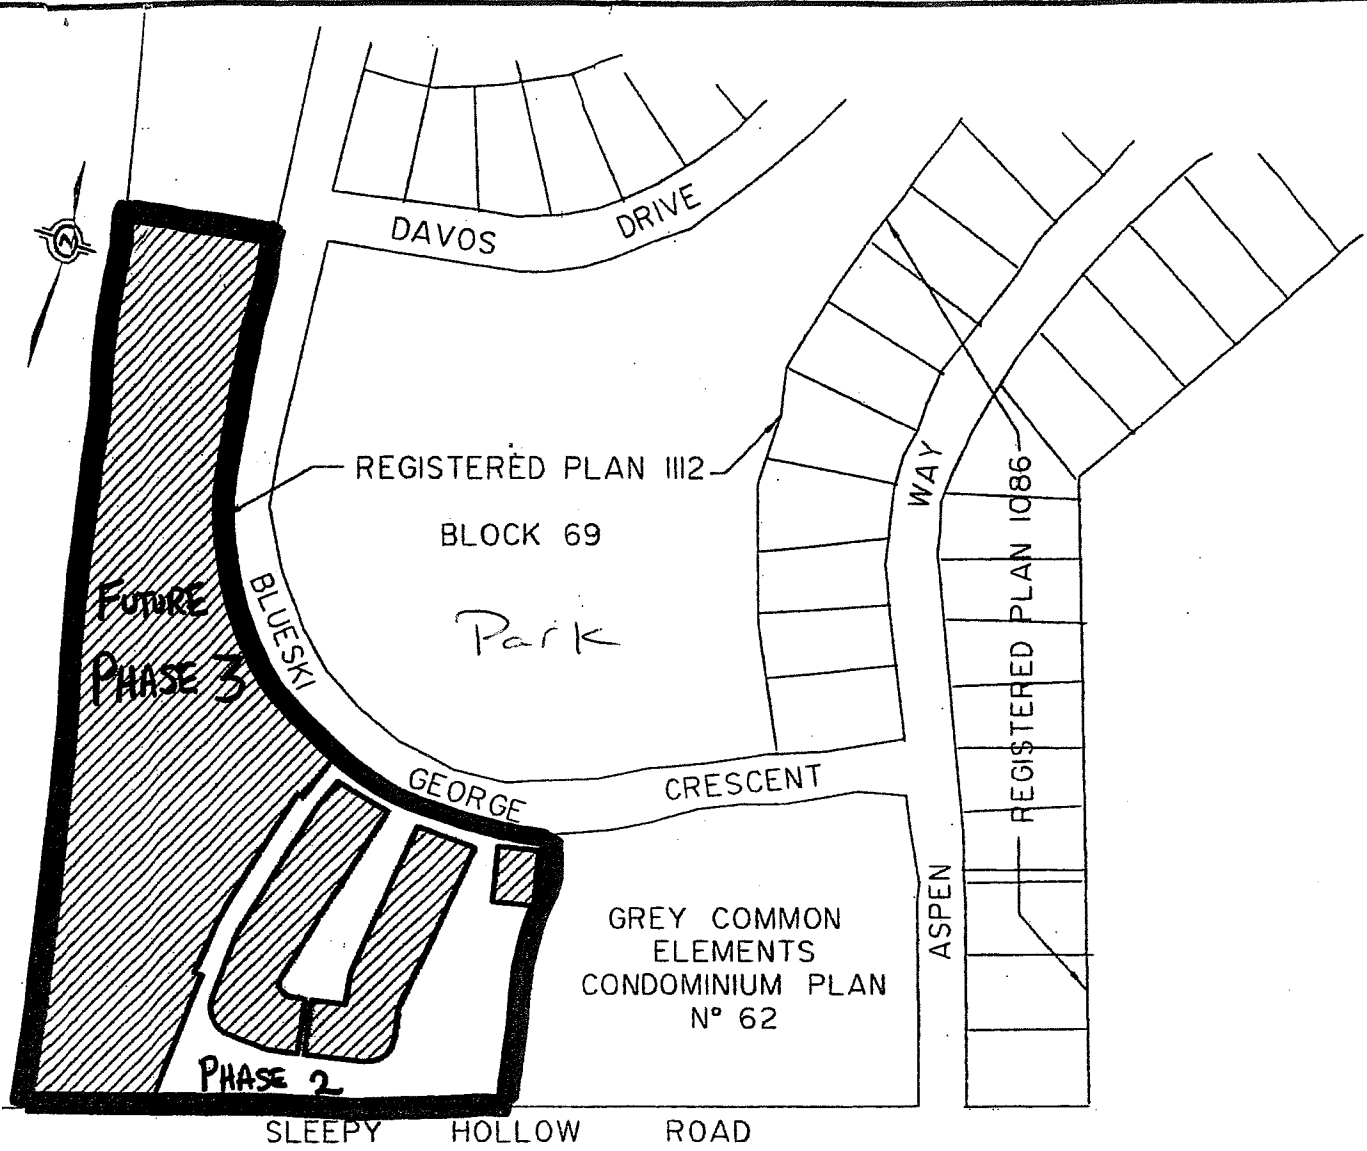 DAVOS DRIVE
N
REGISTERED PLAN 1112
BLOCK 69
Park
WAY
REGISTERED PLAN 1086
FUTURE
PHASE 3
BLUESKI
GEORGE
CRESCENT
ASPEN
GREY COMMON
ELEMENTS
CONDOMINIUM PLAN
Nº 62
PHASE 2
SLEEPY HOLLOW ROAD